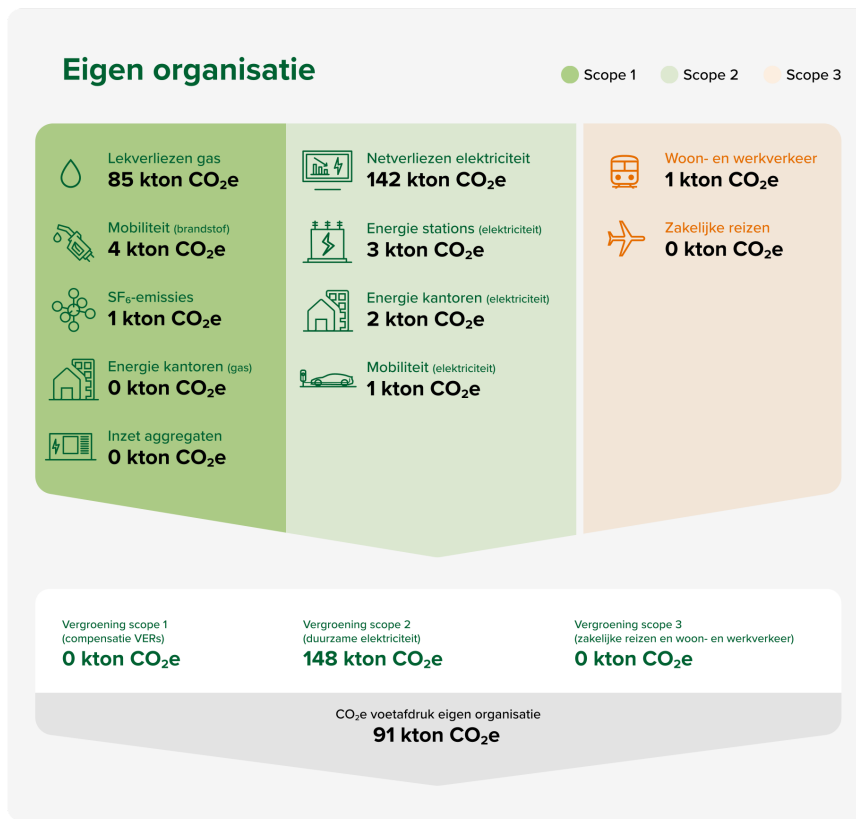 Eigen organisatie
Scope 1
Scope 2
Scope 3
Lekverliezen gas
85 kton CO₂e
Mobiliteit (brandstof)
4 kton CO₂e
SF₆-emissies
1 kton CO₂e
Energie kantoren (gas)
0 kton CO₂e
Inzet aggregaten
0 kton CO₂e
Netverliezen elektriciteit
142 kton CO₂e
Energie stations (elektriciteit)
3 kton CO₂e
Energie kantoren (elektriciteit)
2 kton CO₂e
Mobiliteit (elektriciteit)
1 kton CO₂e
Woon- en werkverkeer
1 kton CO₂e
Zakelijke reizen
0 kton CO₂e
Vergroening scope 1
(compensatie VERs)
0 kton CO₂e
Vergroening scope 2
(duurzame elektriciteit)
148 kton CO₂e
Vergroening scope 3
(zakelijke reizen en woon- en werkverkeer)
0 kton CO₂e
CO₂e voetafdruk eigen organisatie
91 kton CO₂e